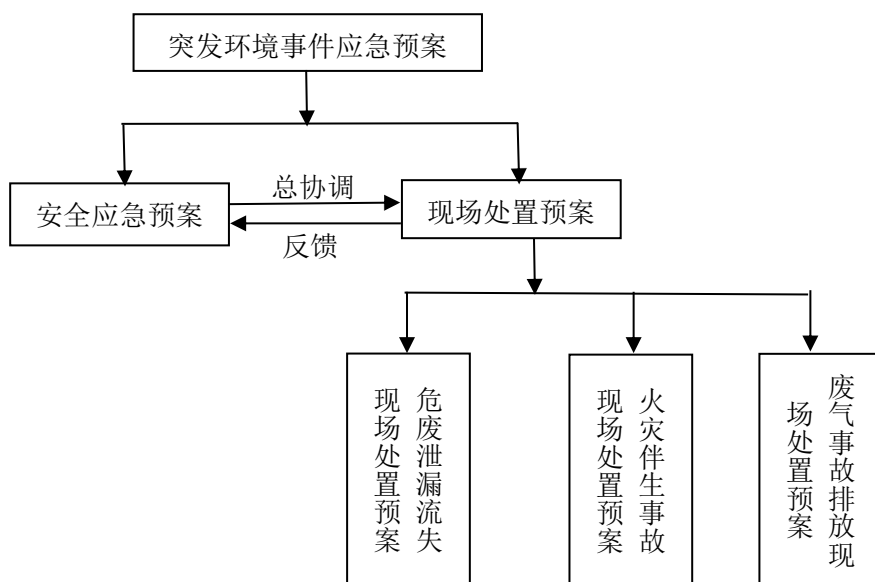 突发环境事件应急预案
总协调
安全应急预案
现场处置预案
反馈
危废泄漏流失
现场处置预案
火灾伴生事故
现场处置预案
废气事故排放现
场处置预案